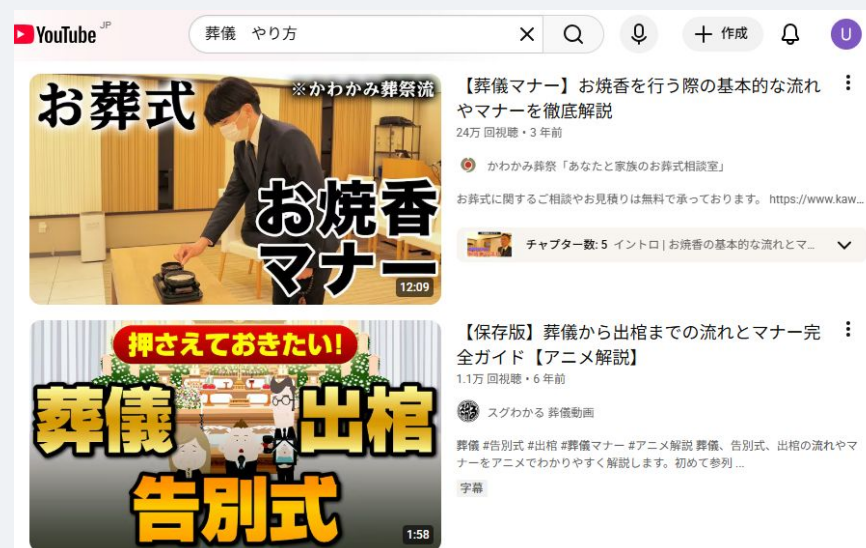 YouTube JP
葬儀　やり方
作成
U
お葬式
※かわかみ葬祭流
お焼香
マナー
12:09
【葬儀マナー】お焼香を行う際の基本的な流れ
やマナーを徹底解説
24万 回視聴・3 年前
かわかみ葬祭「あなたと家族のお葬式相談室」
お葬式に関するご相談やお見積りは無料で承っております。 https://www.kaw...
チャプター数: 5 イントロ | お焼香の基本的な流れとマ...
押さえておきたい!
葬儀
出棺
告別式
1:58
【保存版】葬儀から出棺までの流れとマナー完
全ガイド【アニメ解説】
1.1万 回視聴・6 年前
スグわかる 葬儀動画
葬儀 #告別式 #出棺 #葬儀マナー #アニメ解説 葬儀、告別式、出棺の流れやマ
ナーをアニメでわかりやすく解説します。初めて参列 ...
字幕